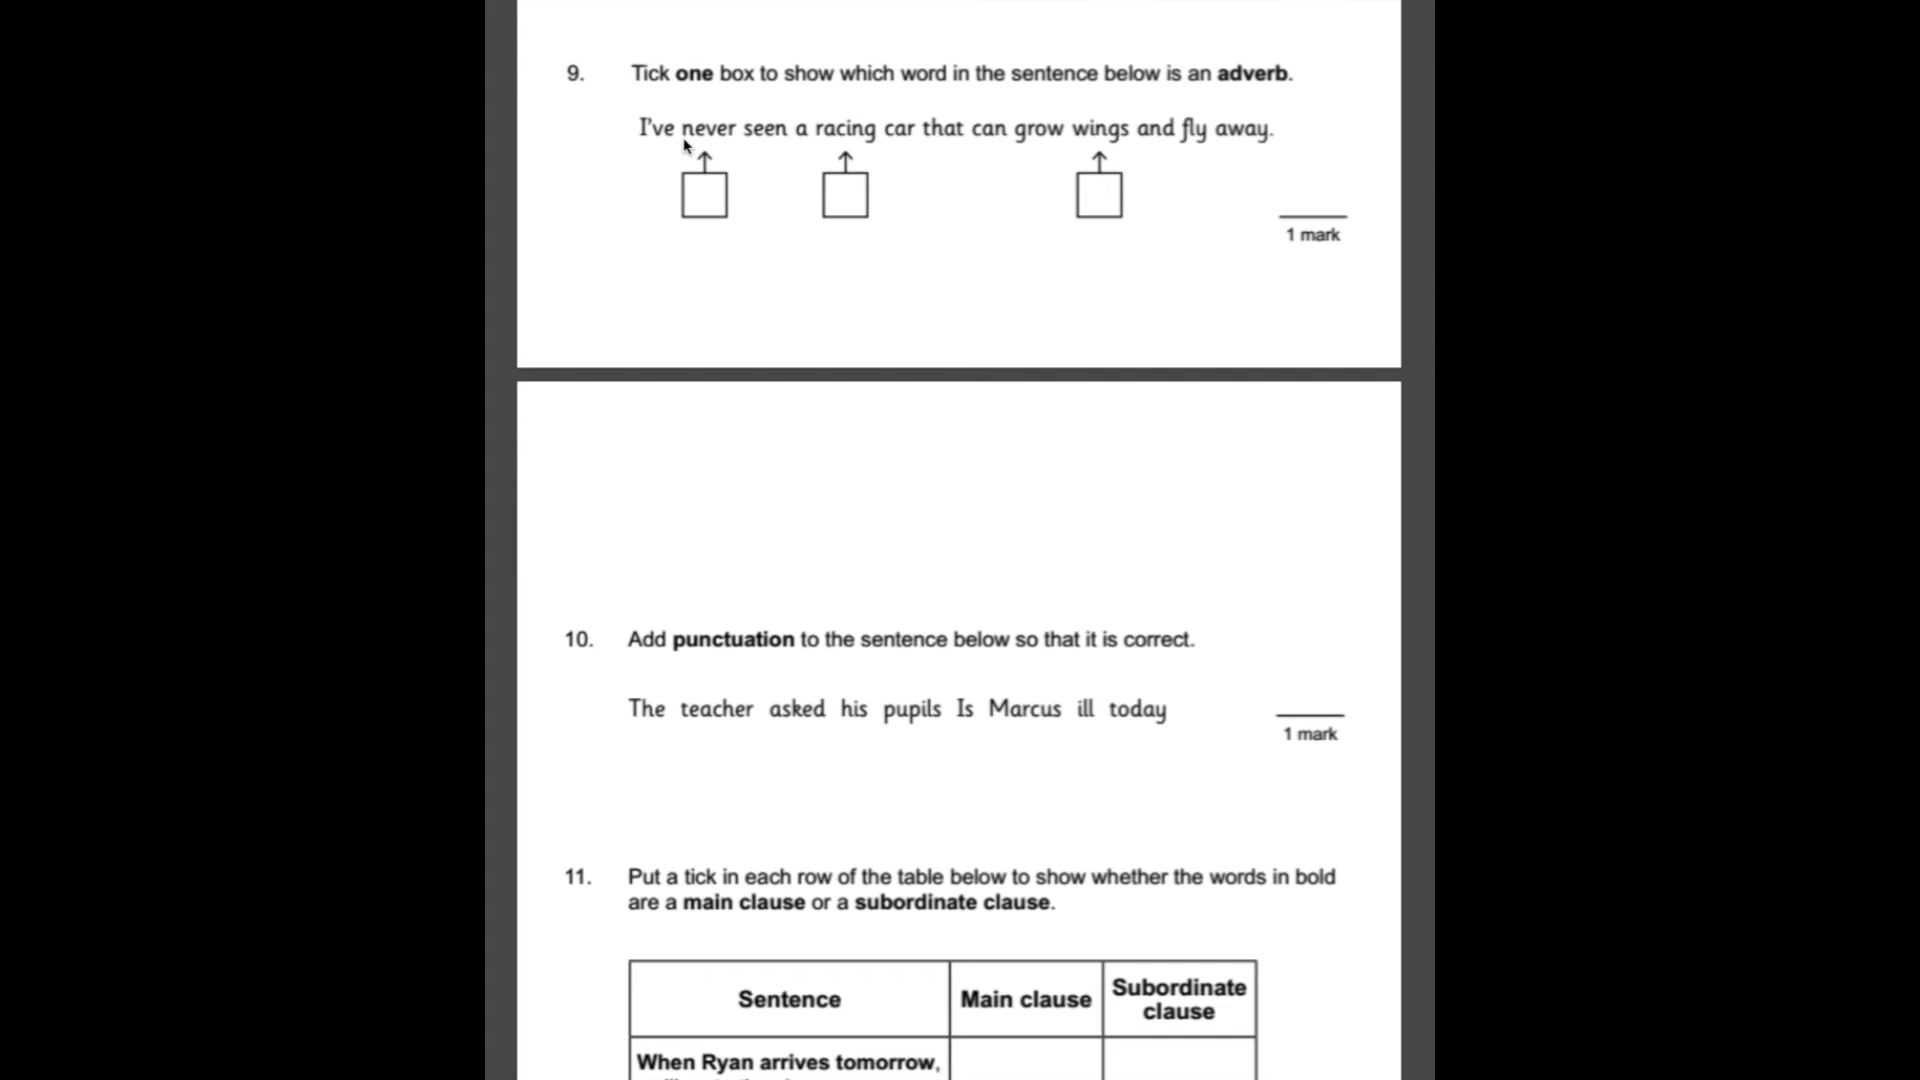 9. Tick one box to show which word in the sentence below is an adverb.
I've never seen a racing car that can grow wings and fly away.
1 mark
10. Add punctuation to the sentence below so that it is correct.
The teacher asked his pupils Is Marcus ill today
1 mark
11. Put a tick in each row of the table below to show whether the words in bold
are a main clause or a subordinate clause.
Sentence Main clause Subordinate clause
When Ryan arrives tomorrow,